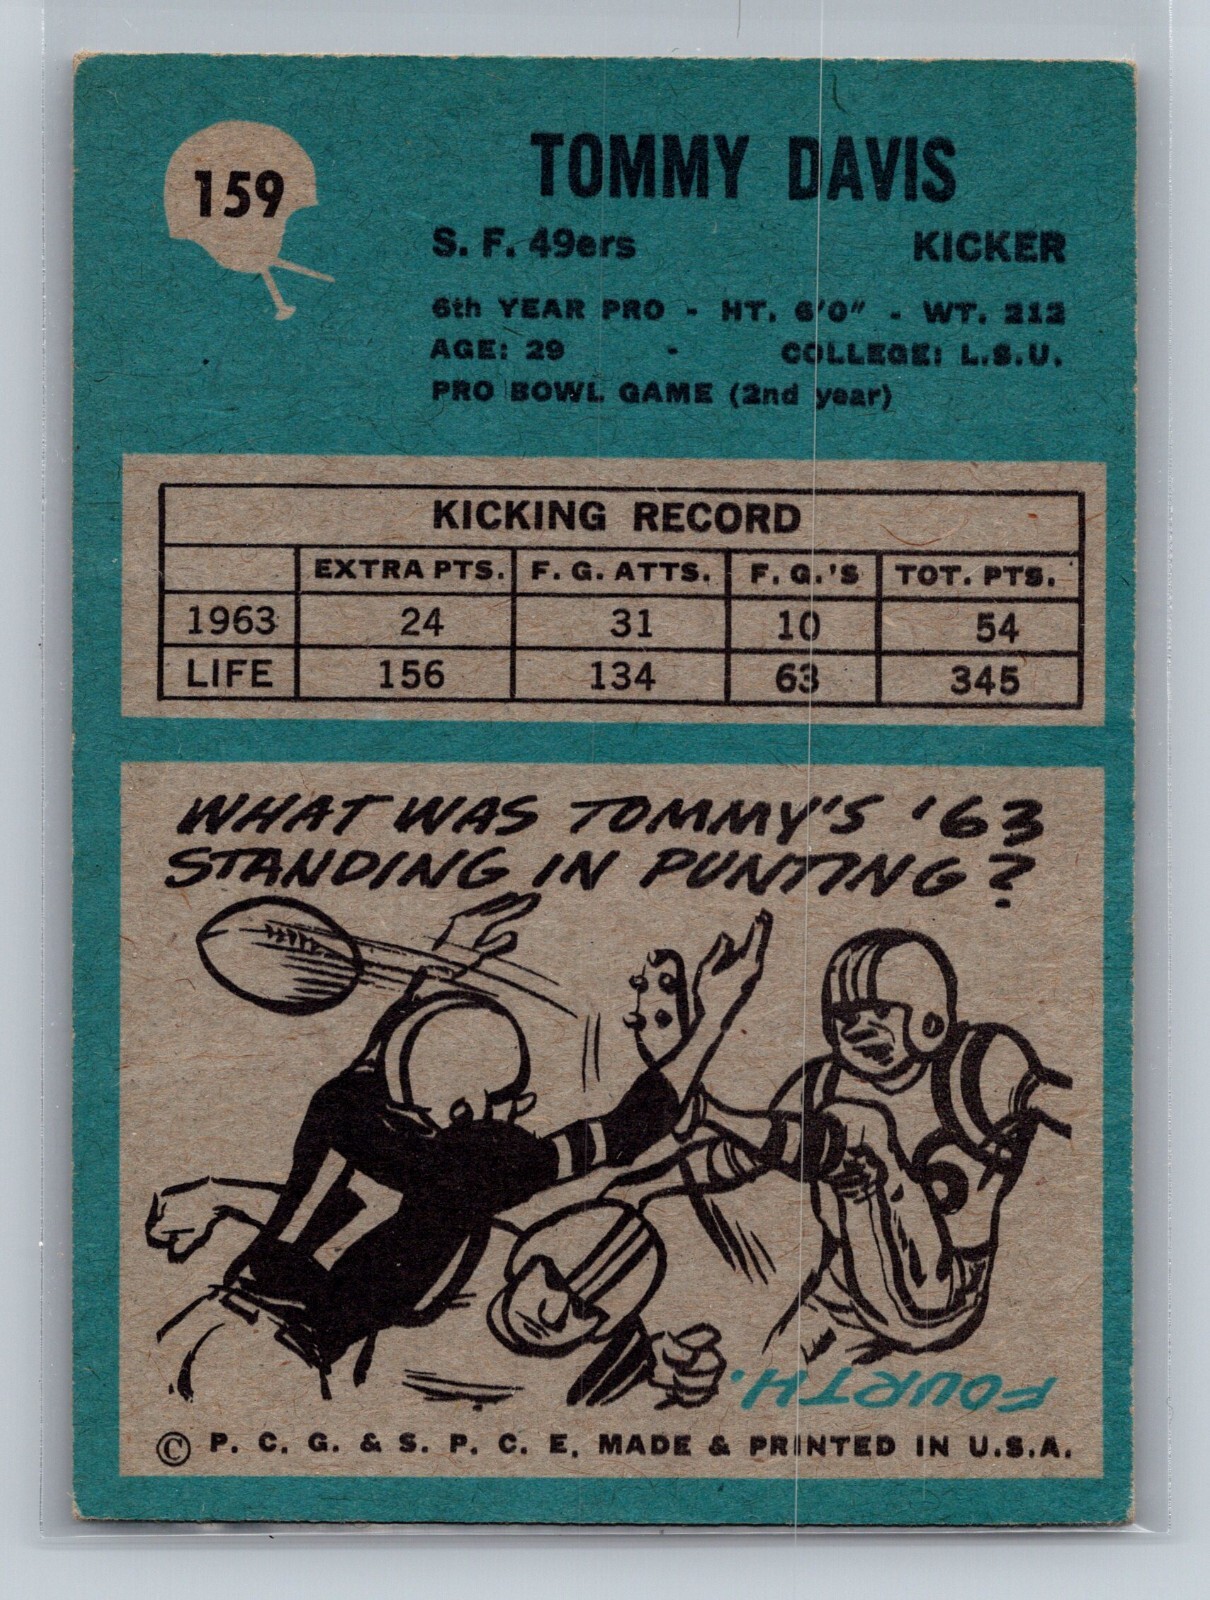 159
TOMMY DAVIS
S. F. 49ers KICKER
6th YEAR PRO - HT. 6'0" - WT. 212
AGE: 29 - COLLEGE: L.S.U.
PRO BOWL GAME (2nd year)
KICKING RECORD
EXTRA PTS. F. G. ATTS. F. G.'S TOT. PTS.
1963 24 31 10 54
LIFE 156 134 63 345
WHAT WAS TOMMY'S '63
STANDING IN PUNTING?
17
FOURTH.
© P. C. G. & S. P. C. E. MADE & PRINTED IN U.S.A.